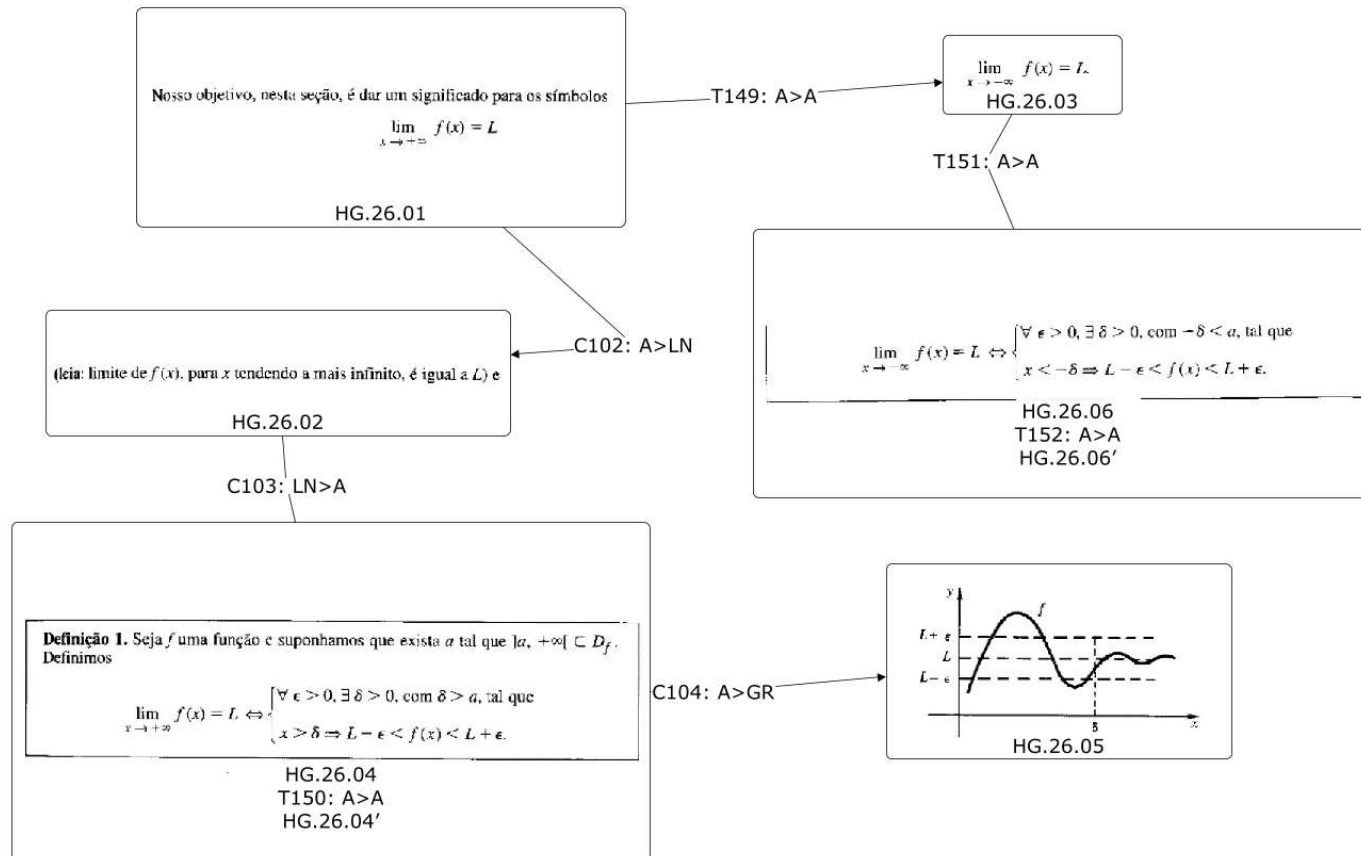 Nosso objetivo, nesta seção, é dar um significado para os símbolos
lim f(x) = L
x → +∞
HG.26.01
T149: A>A
lim f(x) = L.
x → -∞
HG.26.03
T151: A>A
C102: A>LN
(leia: limite de f(x), para x tendendo a mais infinito, é igual a L) e
HG.26.02
lim f(x) = L ⇔ { ∀ ϵ > 0, ∃ δ > 0, com −δ < a, tal que
x → -∞ x < −δ ⇒ L − ϵ < f(x) < L + ϵ.
HG.26.06
T152: A>A
HG.26.06′
C103: LN>A
Definição 1. Seja f uma função e suponhamos que exista a tal que ]a, +∞[ ⊂ D_f.
Definimos
lim f(x) = L ⇔ { ∀ ϵ > 0, ∃ δ > 0, com δ > a, tal que
x → +∞ x > δ ⇒ L − ϵ < f(x) < L + ϵ.
HG.26.04
T150: A>A
HG.26.04′
C104: A>GR
y
f
L + ϵ
L
L − ϵ
δ
x
HG.26.05